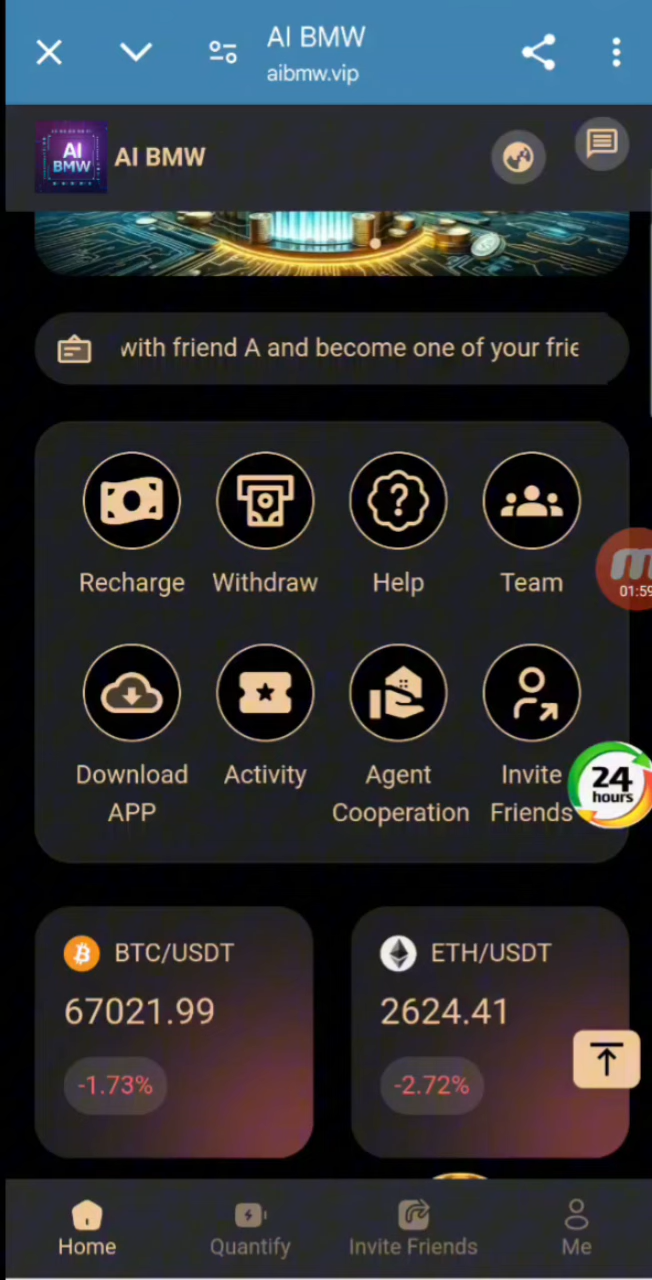 AI BMW
aibmw.vip
AI
BMW
AI BMW
with friend A and become one of your frie
Recharge
Withdraw
Help
Team
01:59
Download
APP
Activity
Agent
Cooperation
Invite
Friends
24
hours
BTC/USDT
67021.99
-1.73%
ETH/USDT
2624.41
-2.72%
Home
Quantify
Invite Friends
Me